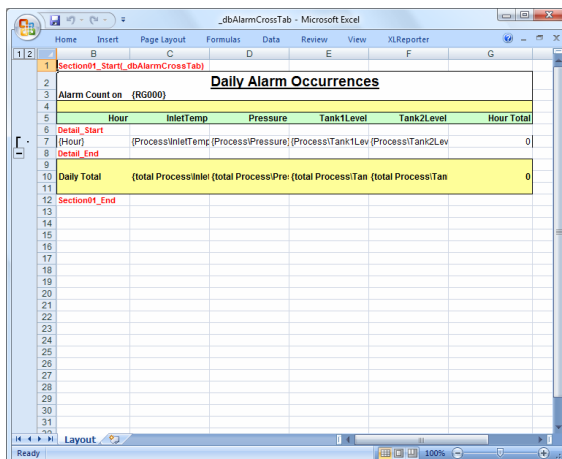 _dbAlarmCrossTab - Microsoft Excel
Home Insert Page Layout Formulas Data Review View XLReporter
1 2 B C D E F G
1 Section01_Start(_dbAlarmCrossTab)
2 Daily Alarm Occurrences
3 Alarm Count on {RG000}
4
5 Hour InletTemp Pressure Tank1Level Tank2Level Hour Total
6 Detail_Start
7 {Hour} {Process\InletTemp {Process\Pressure} {Process\Tank1Lev {Process\Tank2Lev 0
8 Detail_End
9
10 Daily Total {total Process\Inlet {total Process\Pre {total Process\Tan {total Process\Tan 0
11
12 Section01_End
13
14
15
16
17
18
19
20
21
22
23
24
25
26
27
28
29
30
31
Layout
Ready 100%